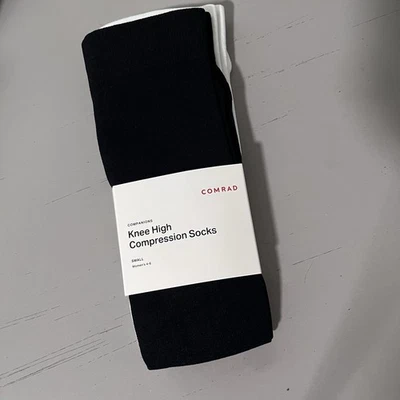 COMRAD
COMPANIONS
Knee High
Compression Socks
SMALL